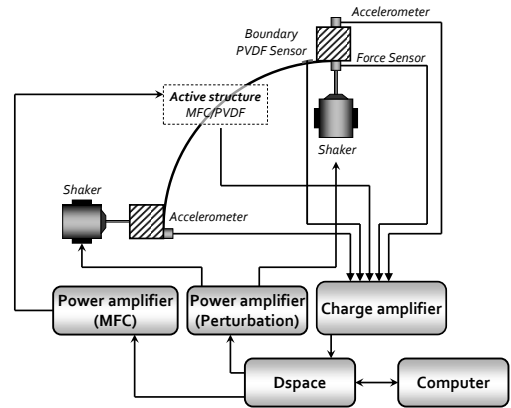 Accelerometer
Boundary
PVDF Sensor
Force Sensor
Active structure
MFC/PVDF
Shaker
Shaker
Accelerometer
Power amplifier
(MFC)
Power amplifier
(Perturbation)
Charge amplifier
Dspace
Computer